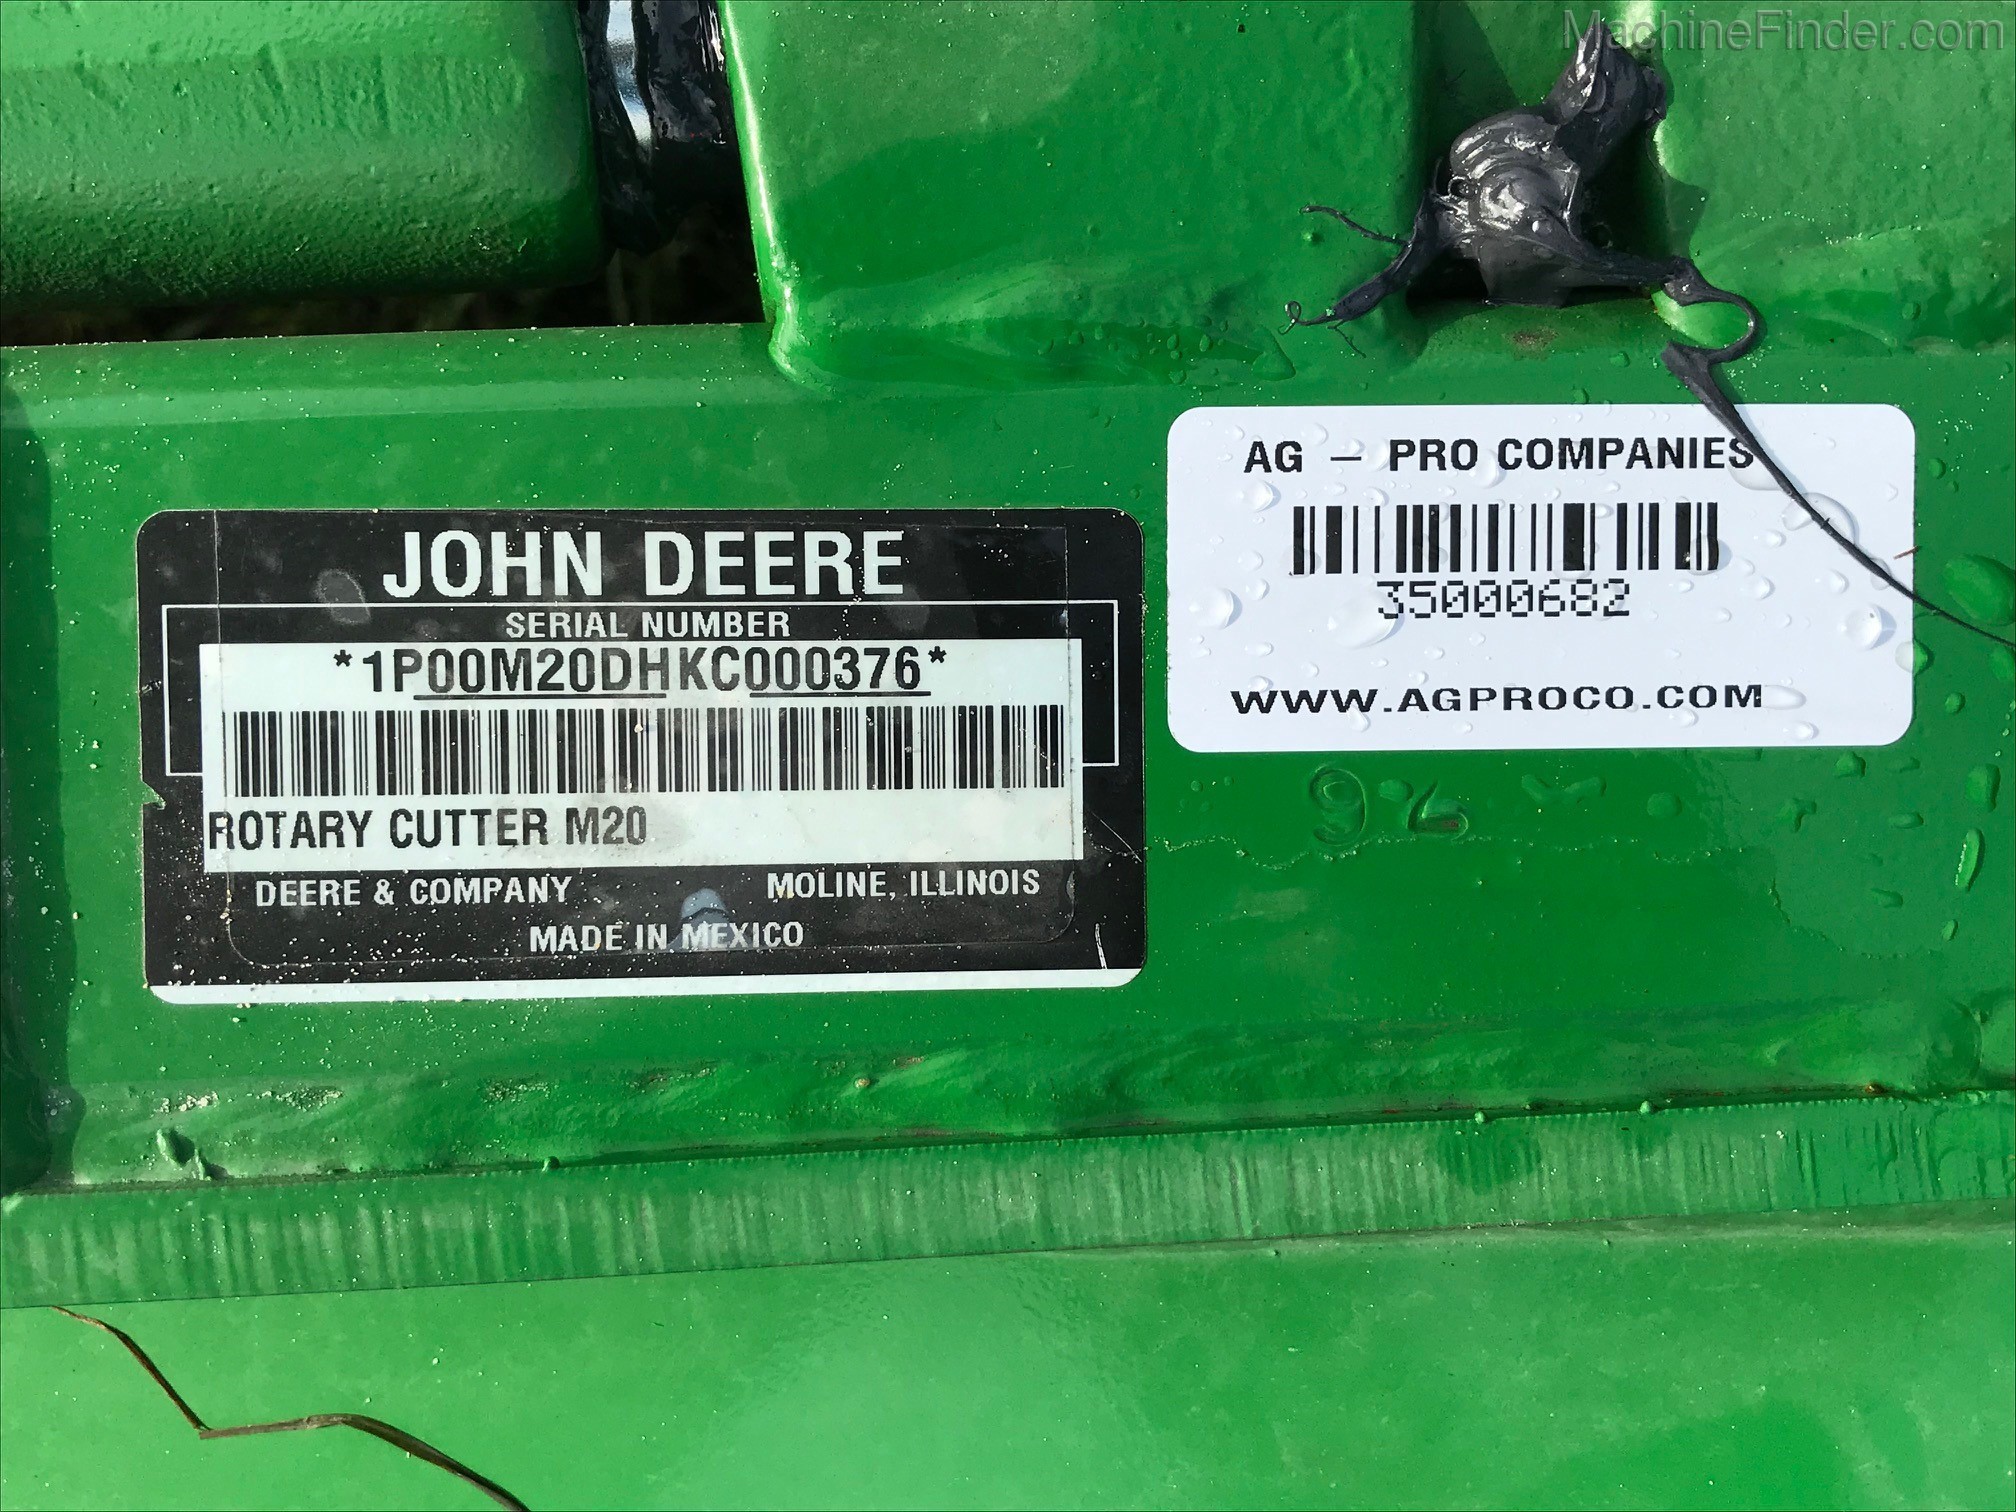 MachineFinder.com
AG - PRO COMPANIES
35000682
WWW.AGPROCO.COM
JOHN DEERE
SERIAL NUMBER
*1P00M20DHKC000376*
ROTARY CUTTER M20
DEERE & COMPANY MOLINE, ILLINOIS
MADE IN MEXICO